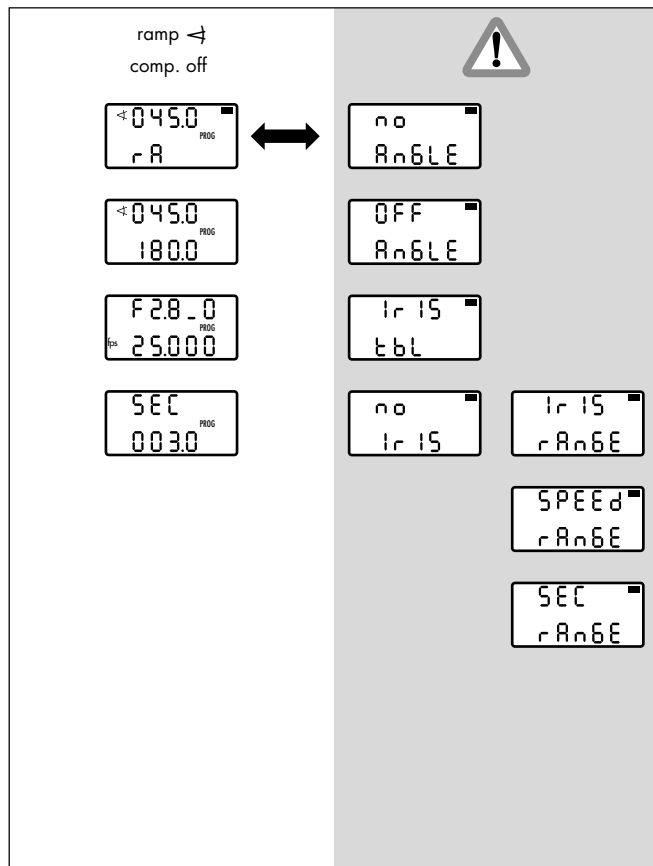 ramp ∢
comp. off
∢045.0
PROG
rA
no
AnGLE
∢045.0
PROG
180.0
OFF
AnGLE
F2.8_0
PROG
fps 25.000
IrIS
tbL
SEC
PROG
003.0
no
IrIS
IrIS
rAnGE
SPEEd
rAnGE
SEC
rAnGE